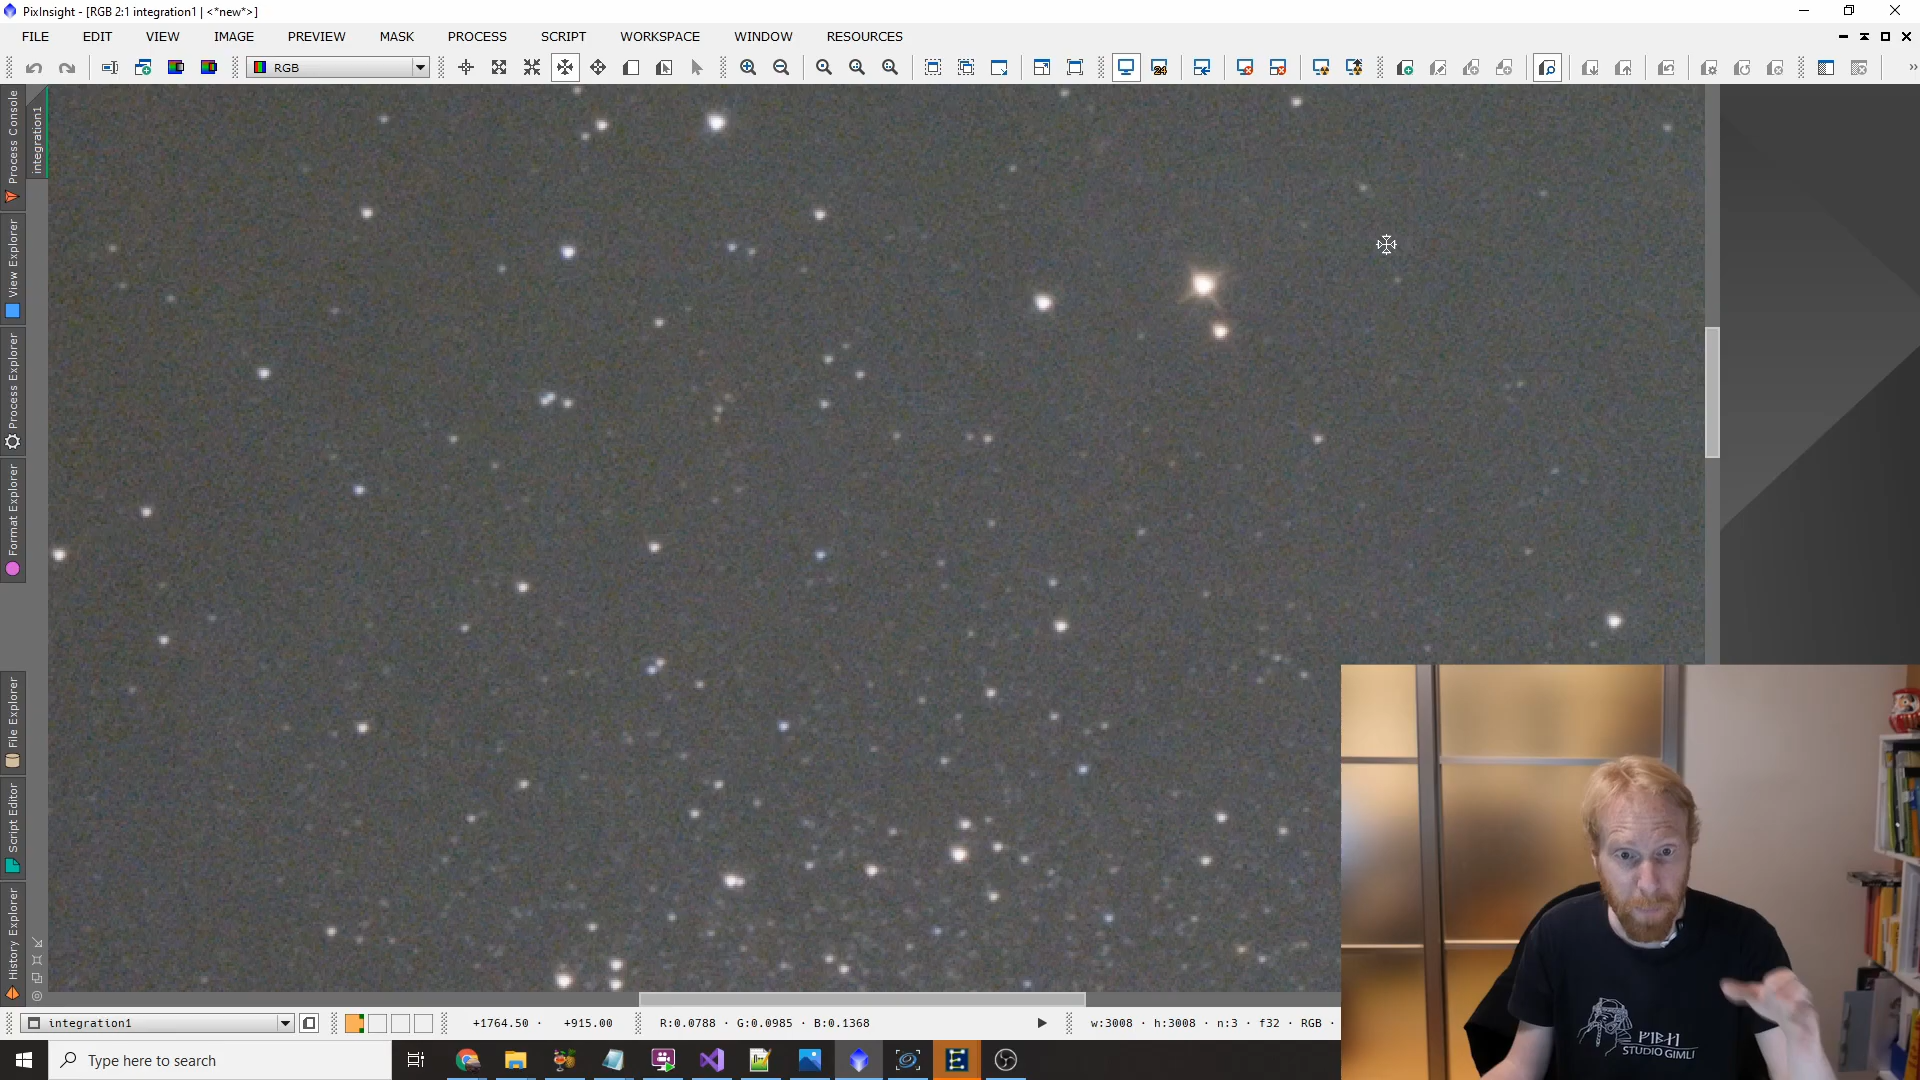 PixInsight - [RGB 2:1 integration1 | <*new*>]
FILE EDIT VIEW IMAGE PREVIEW MASK PROCESS SCRIPT WORKSPACE WINDOW RESOURCES
RGB
24
Process Console
integration1
View Explorer
Process Explorer
Format Explorer
File Explorer
Script Editor
History Explorer
integration1
+1764.50 · +915.00
R:0.0788 · G:0.0985 · B:0.1368
w:3008 · h:3008 · n:3 · f32 · RGB ·
STUDIO GIMLI
Type here to search